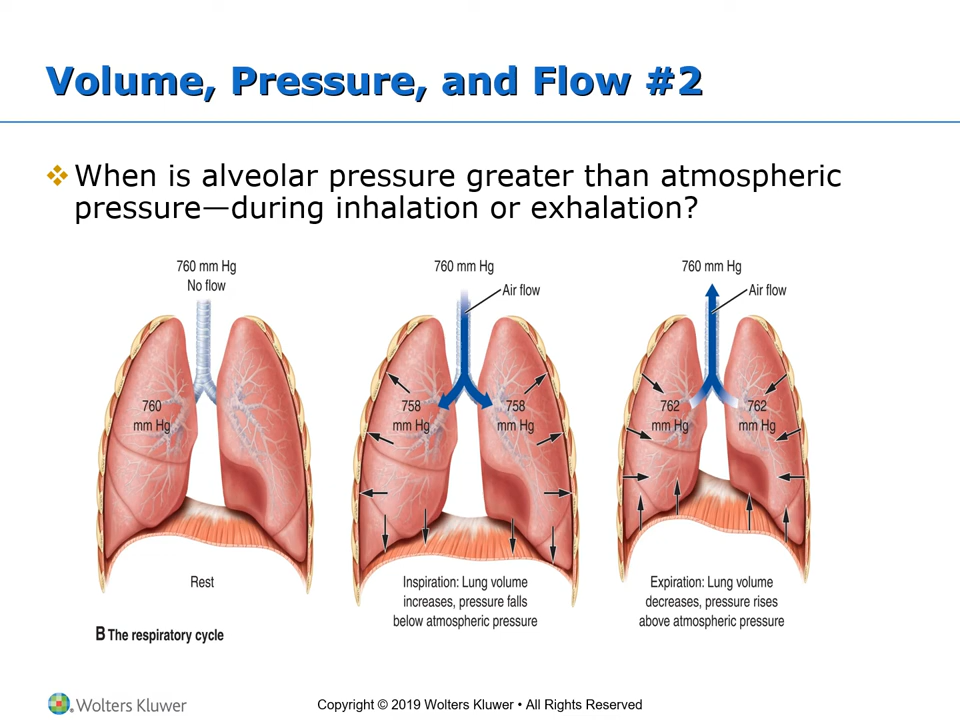 Volume, Pressure, and Flow #2
When is alveolar pressure greater than atmospheric
pressure—during inhalation or exhalation?
760 mm Hg
No flow
760
mm Hg
Rest
760 mm Hg
Air flow
758
mm Hg
758
mm Hg
Inspiration: Lung volume
increases, pressure falls
below atmospheric pressure
760 mm Hg
Air flow
762
mm Hg
762
mm Hg
Expiration: Lung volume
decreases, pressure rises
above atmospheric pressure
B The respiratory cycle
Wolters Kluwer
Copyright © 2019 Wolters Kluwer • All Rights Reserved